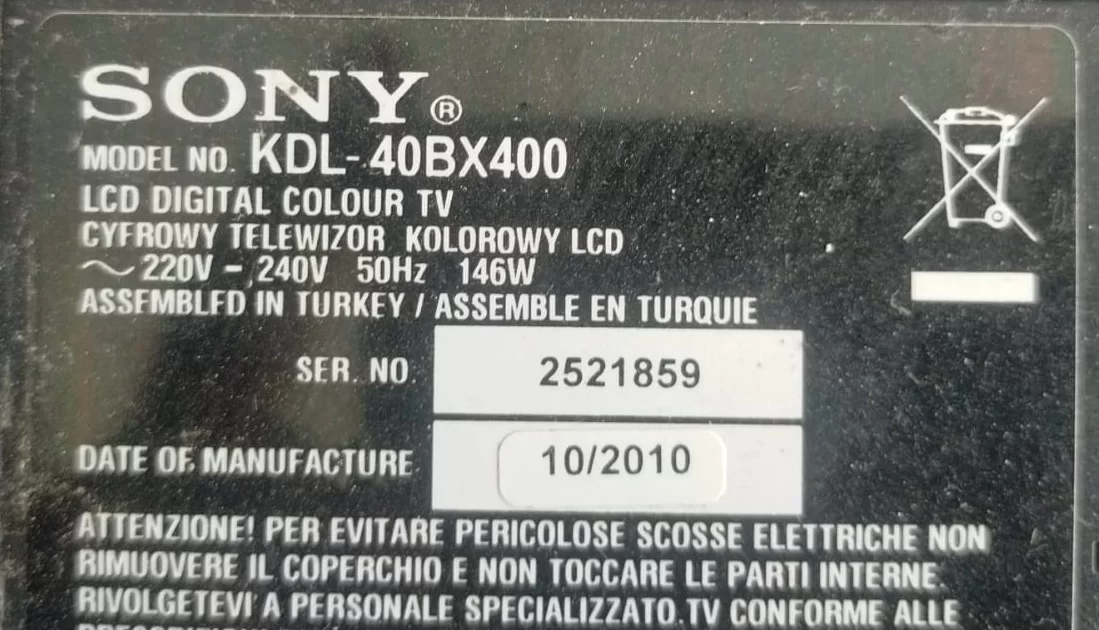 SONY®
MODEL NO. KDL-40BX400
LCD DIGITAL COLOUR TV
CYFROWY TELEWIZOR KOLOROWY LCD
~ 220V - 240V 50Hz 146W
ASSEMBLED IN TURKEY / ASSEMBLE EN TURQUIE
SER. NO. 2521859
DATE OF MANUFACTURE 10/2010
ATTENZIONE! PER EVITARE PERICOLOSE SCOSSE ELETTRICHE NON
RIMUOVERE IL COPERCHIO E NON TOCCARE LE PARTI INTERNE.
RIVOLGETEVI A PERSONALE SPECIALIZZATO.TV CONFORME ALLE